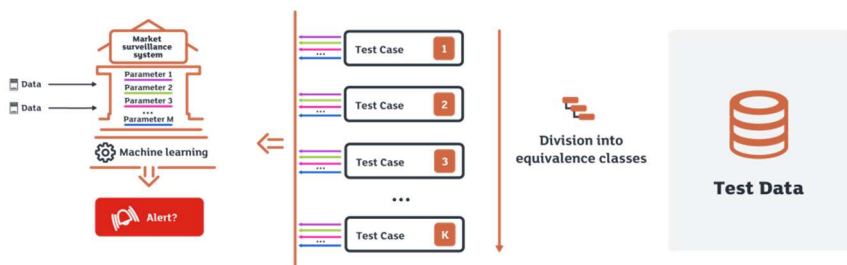 Market
surveillance
system
Parameter 1
Parameter 2
Parameter 3
...
Parameter M
Data
Data
Machine learning
Alert?
...
Test Case 1
...
Test Case 2
...
Test Case 3
...
...
Test Case K
Division into
equivalence classes
Test Data